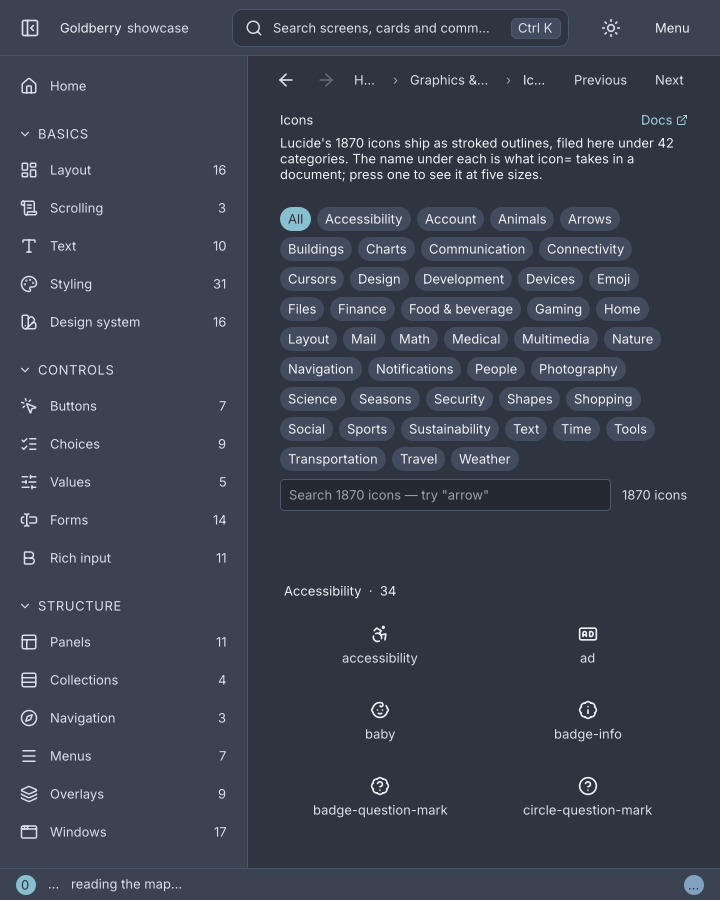 Goldberry showcase
Search screens, cards and comm...
Ctrl K
Menu
Home
BASICS
Layout 16
Scrolling 3
Text 10
Styling 31
Design system 16
CONTROLS
Buttons 7
Choices 9
Values 5
Forms 14
Rich input 11
STRUCTURE
Panels 11
Collections 4
Navigation 3
Menus 7
Overlays 9
Windows 17
H... › Graphics &... › Ic...
Previous
Next
Icons
Docs
Lucide's 1870 icons ship as stroked outlines, filed here under 42
categories. The name under each is what icon= takes in a
document; press one to see it at five sizes.
All Accessibility Account Animals Arrows
Buildings Charts Communication Connectivity
Cursors Design Development Devices Emoji
Files Finance Food & beverage Gaming Home
Layout Mail Math Medical Multimedia Nature
Navigation Notifications People Photography
Science Seasons Security Shapes Shopping
Social Sports Sustainability Text Time Tools
Transportation Travel Weather
Search 1870 icons — try "arrow"
1870 icons
Accessibility · 34
accessibility
AD
ad
baby
badge-info
badge-question-mark
circle-question-mark
0 ... reading the map...
...